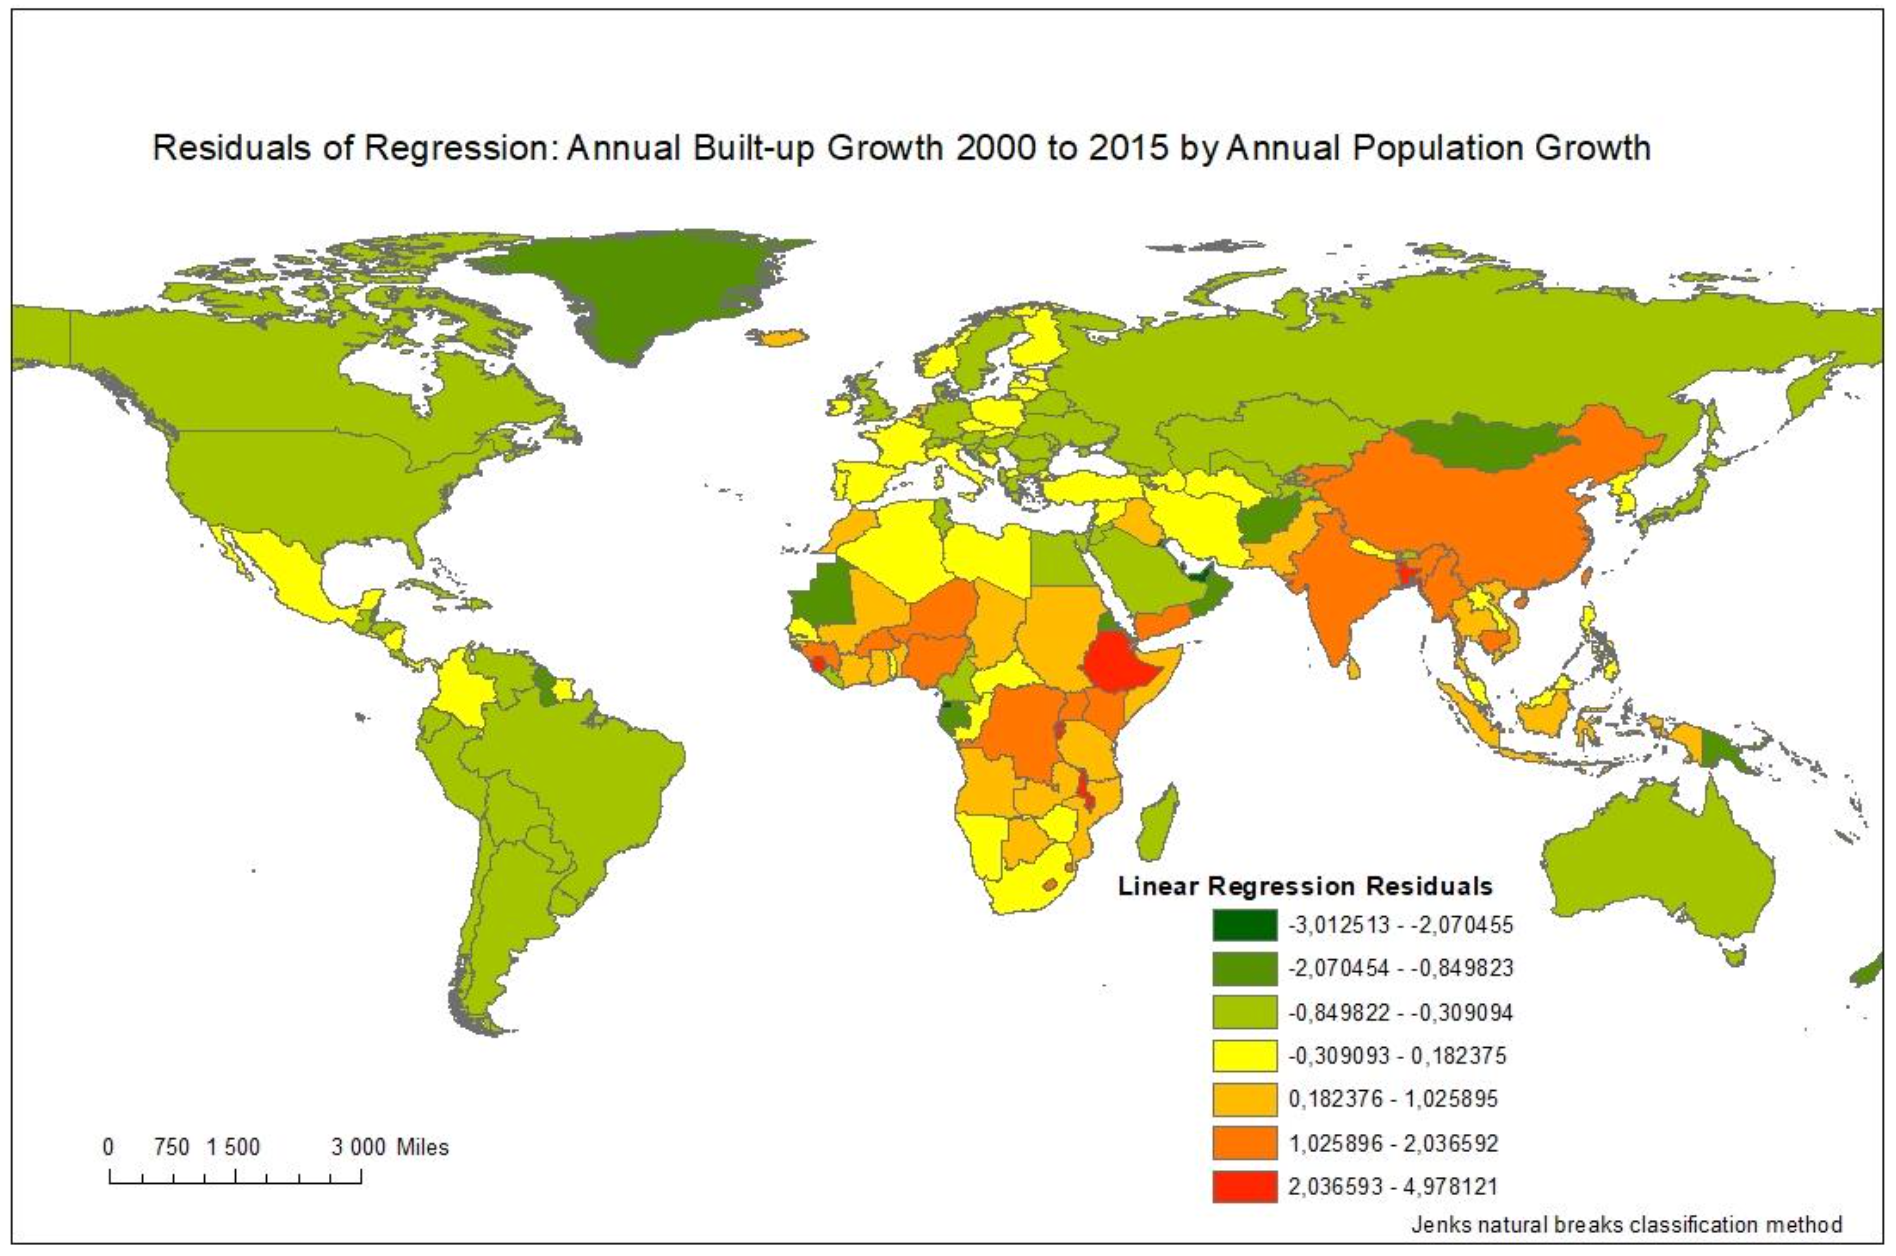 Residuals of Regression: Annual Built-up Growth 2000 to 2015 by Annual Population Growth
Linear Regression Residuals
-3,012513 - -2,070455
-2,070454 - -0,849823
-0,849822 - -0,309094
-0,309093 - 0,182375
0,182376 - 1,025895
1,025896 - 2,036592
2,036593 - 4,978121
0 750 1 500 3 000 Miles
Jenks natural breaks classification method